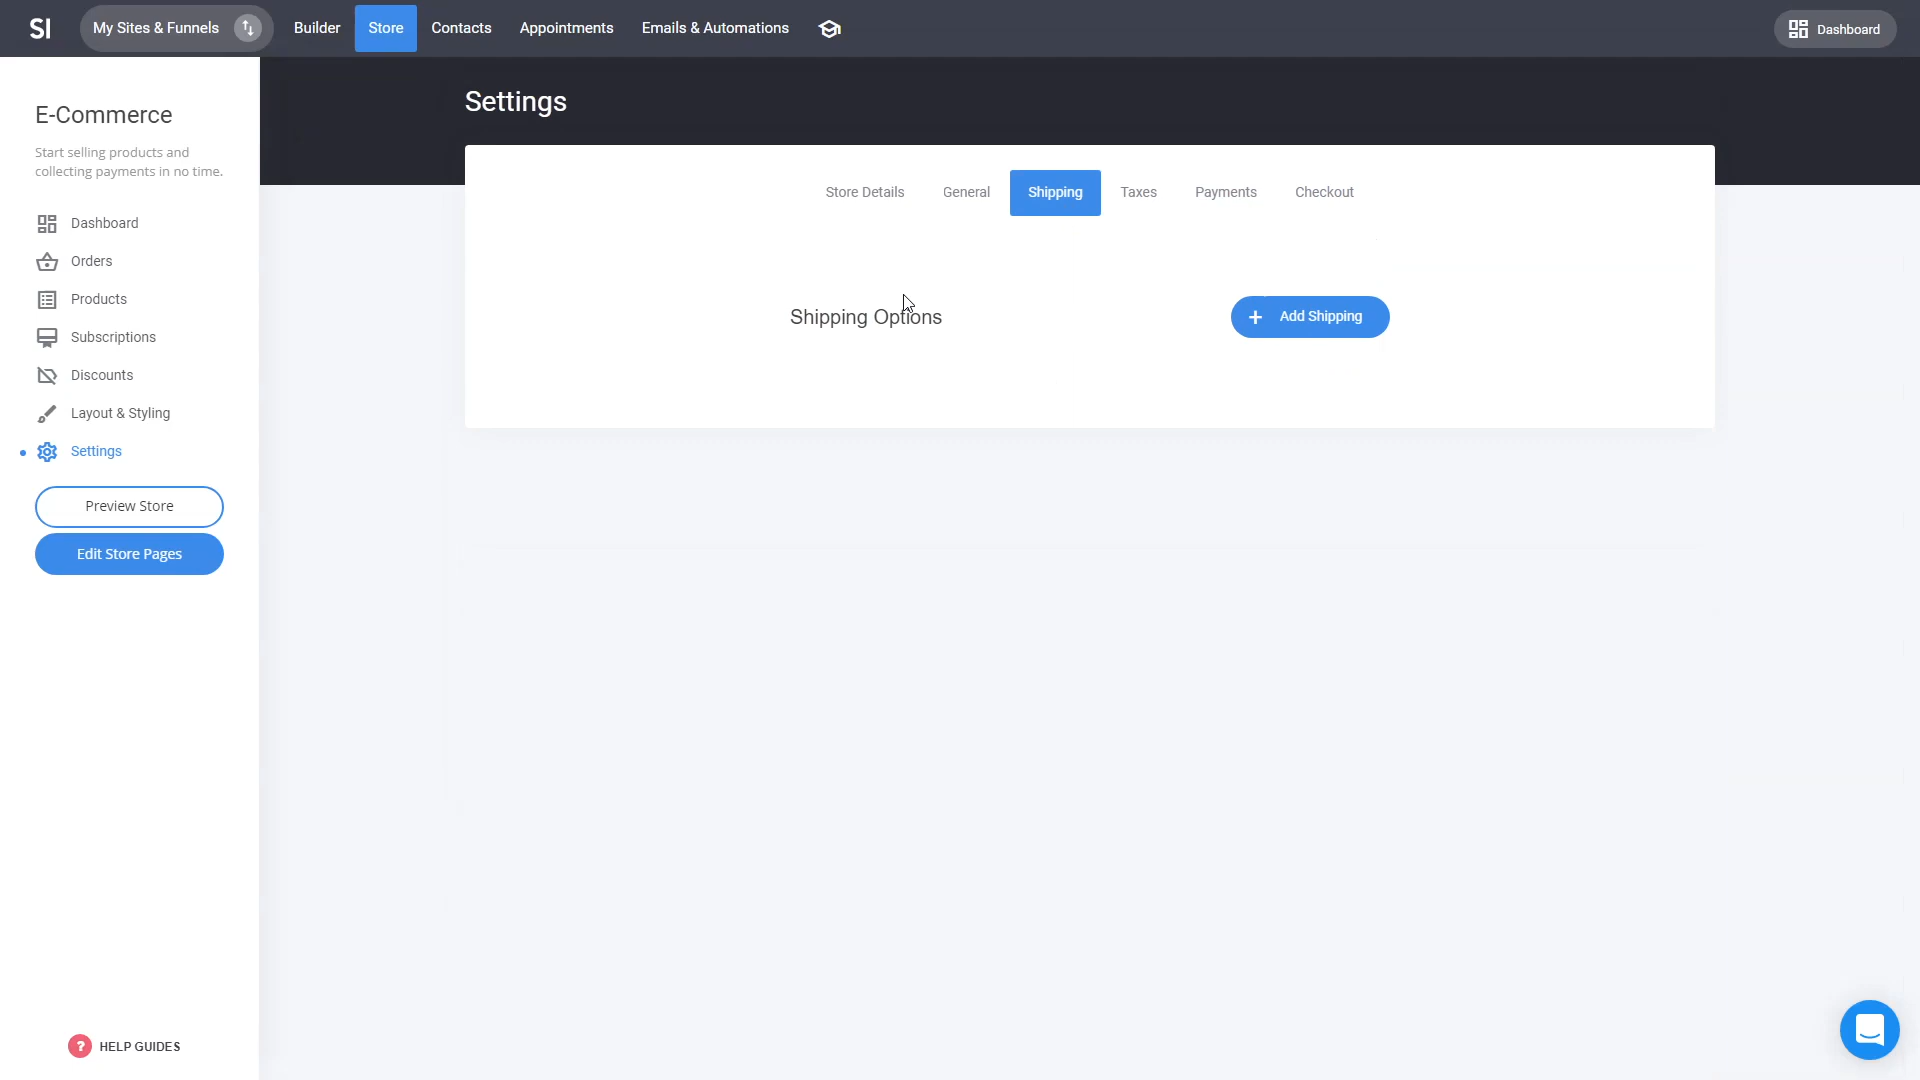 SI
My Sites & Funnels
Builder
Store
Contacts
Appointments
Emails & Automations
Dashboard
E-Commerce
Start selling products and
collecting payments in no time.
Dashboard
Orders
Products
Subscriptions
Discounts
Layout & Styling
Settings
Preview Store
Edit Store Pages
? HELP GUIDES
Settings
Store Details
General
Shipping
Taxes
Payments
Checkout
Shipping Options
+ Add Shipping